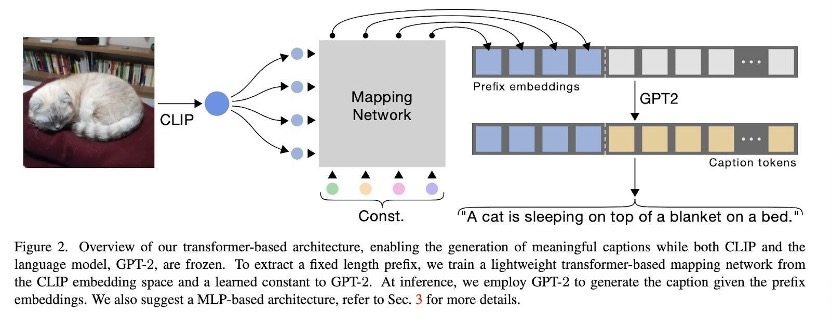 CLIP
Mapping
Network
Const.
Prefix embeddings
GPT2
Caption tokens
"A cat is sleeping on top of a blanket on a bed."
Figure 2. Overview of our transformer-based architecture, enabling the generation of meaningful captions while both CLIP and the
language model, GPT-2, are frozen. To extract a fixed length prefix, we train a lightweight transformer-based mapping network from
the CLIP embedding space and a learned constant to GPT-2. At inference, we employ GPT-2 to generate the caption given the prefix
embeddings. We also suggest a MLP-based architecture, refer to Sec. 3 for more details.